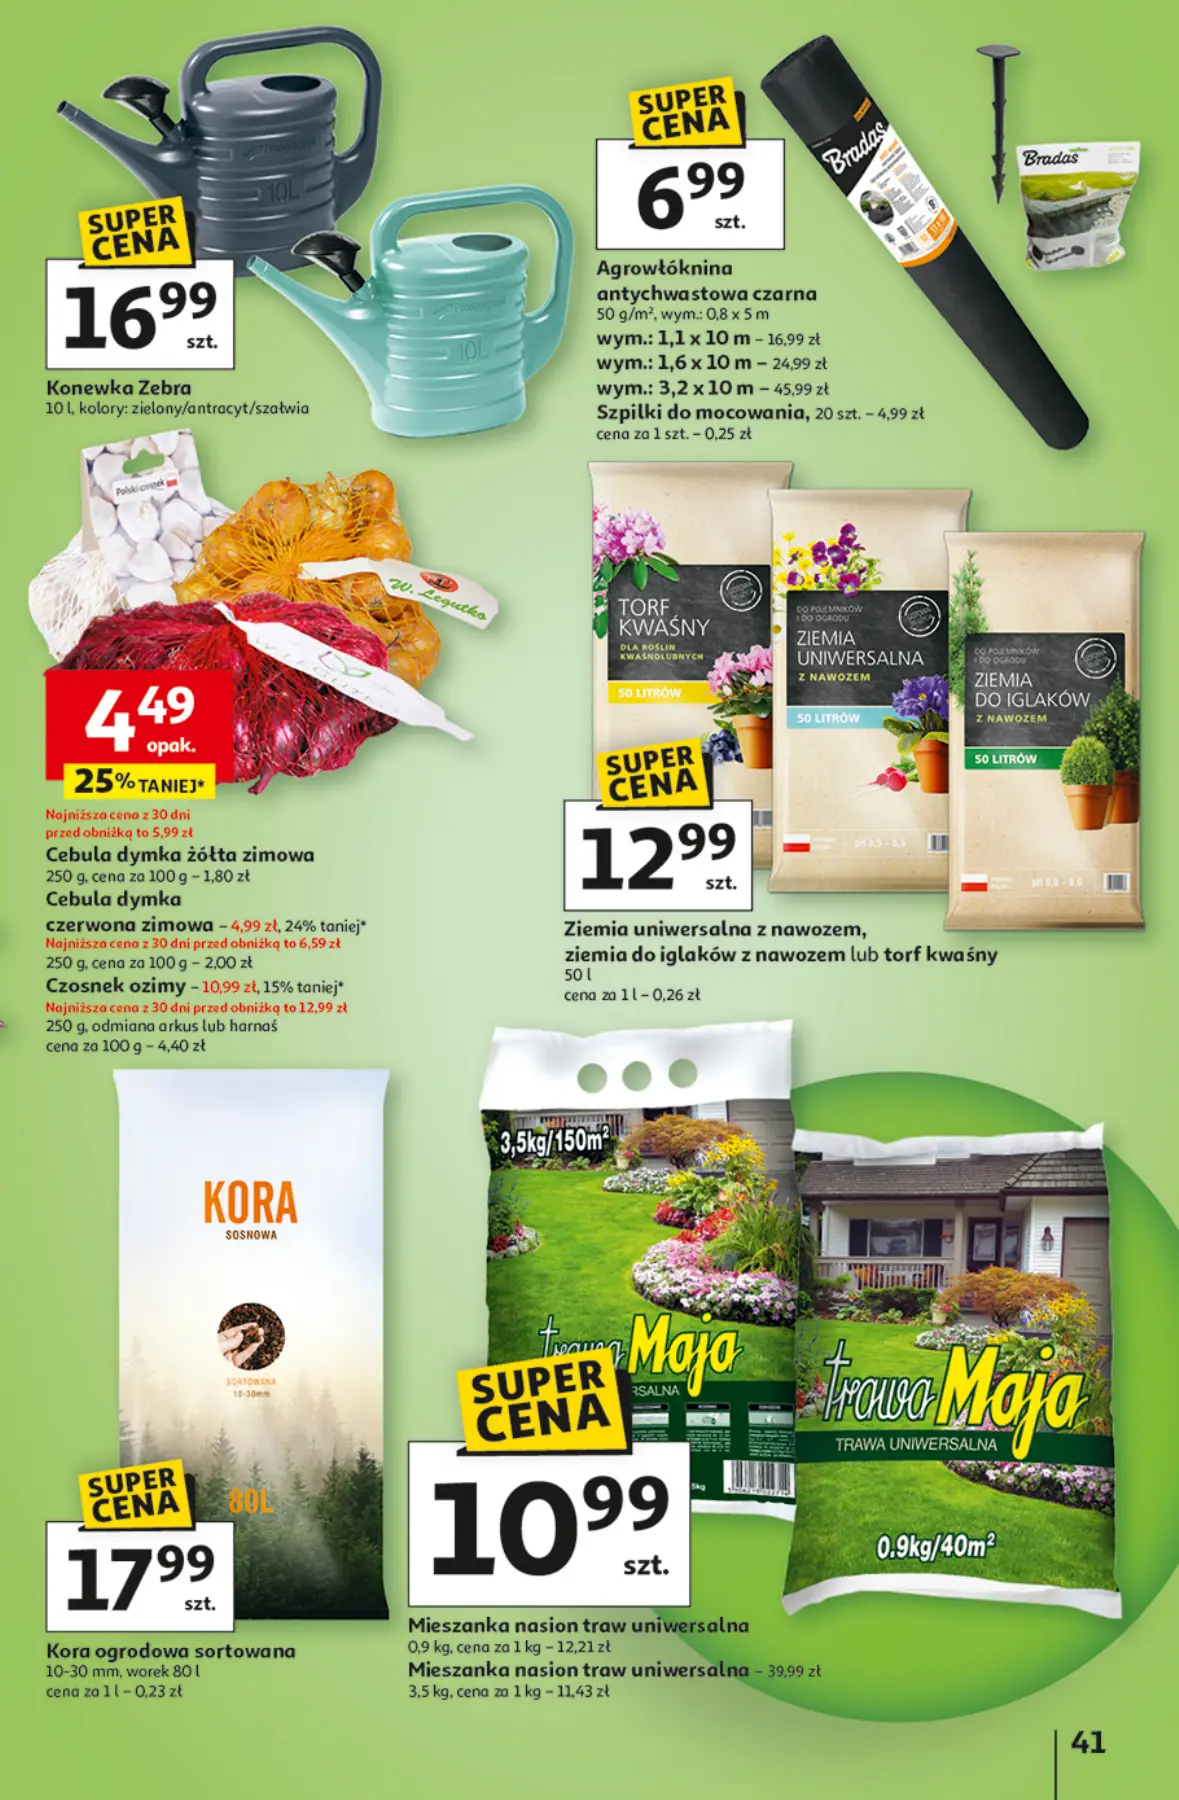 10L
Bradas
Bradas
SUPER
CENA
6 99
szt.
Agrowłóknina
antychwastowa czarna
50 g/m², wym.: 0,8 x 5 m
wym.: 1,1 x 10 m – 16,99 zł
wym.: 1,6 x 10 m – 24,99 zł
wym.: 3,2 x 10 m – 45,99 zł
Szpilki do mocowania, 20 szt. – 4,99 zł
cena za 1 szt. – 0,25 zł
SUPER
CENA
16 99
szt.
10L
Konewka Zebra
10 l, kolory: zielony/antracyt/szałwia
Polski czosnek
W. Legutko
4 49
opak.
25% TANIEJ*
Najniższa cena z 30 dni
przed obniżką to 5,99 zł
Cebula dymka żółta zimowa
250 g, cena za 100 g – 1,80 zł
Cebula dymka
czerwona zimowa – 4,99 zł, 24% taniej*
Najniższa cena z 30 dni przed obniżką to 6,59 zł
250 g, cena za 100 g – 2,00 zł
Czosnek ozimy – 10,99 zł, 15% taniej*
Najniższa cena z 30 dni przed obniżką to 12,99 zł
250 g, odmiana arkus lub harnaś
cena za 100 g – 4,40 zł
TORF
KWAŚNY
DLA ROŚLIN
KWAŚNOLUBNYCH
50 LITRÓW
DO POJEMNIKÓW
I DO OGRODU
ZIEMIA
UNIWERSALNA
Z NAWOZEM
50 LITRÓW
DO POJEMNIKÓW
I DO OGRODU
ZIEMIA
DO IGLAKÓW
Z NAWOZEM
50 LITRÓW
SUPER
CENA
12 99
szt.
Ziemia uniwersalna z nawozem,
ziemia do iglaków z nawozem lub torf kwaśny
50 l
cena za 1 l – 0,26 zł
KORA
SOSNOWA
SORTOWANA
10-30mm
80L
SUPER
CENA
17 99
szt.
Kora ogrodowa sortowana
10-30 mm, worek 80 l
cena za 1 l – 0,23 zł
3,5kg/150m²
trawa Maja
trawa Maja
TRAWA UNIWERSALNA
0.9kg/40m²
SUPER
CENA
10 99
szt.
Mieszanka nasion traw uniwersalna
0,9 kg, cena za 1 kg – 12,21 zł
Mieszanka nasion traw uniwersalna – 39,99 zł
3,5 kg, cena za 1 kg – 11,43 zł
41